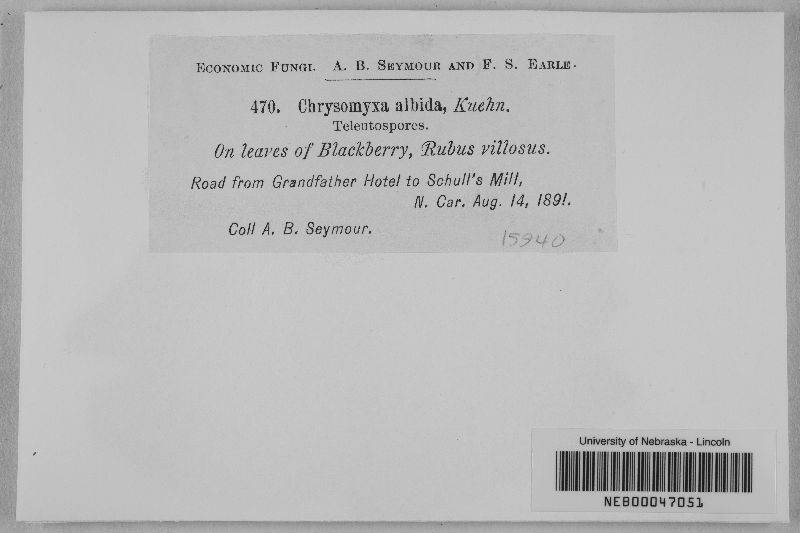 Economic Fungi. A. B. Seymour and F. S. Earle.
470. Chrysomyxa albida, Kuehn.
Teleutospores.
On leaves of Blackberry, Rubus villosus.
Road from Grandfather Hotel to Schull's Mill,
N. Car. Aug. 14, 1891.
Coll A. B. Seymour.
15940
University of Nebraska - Lincoln
NEB00047051